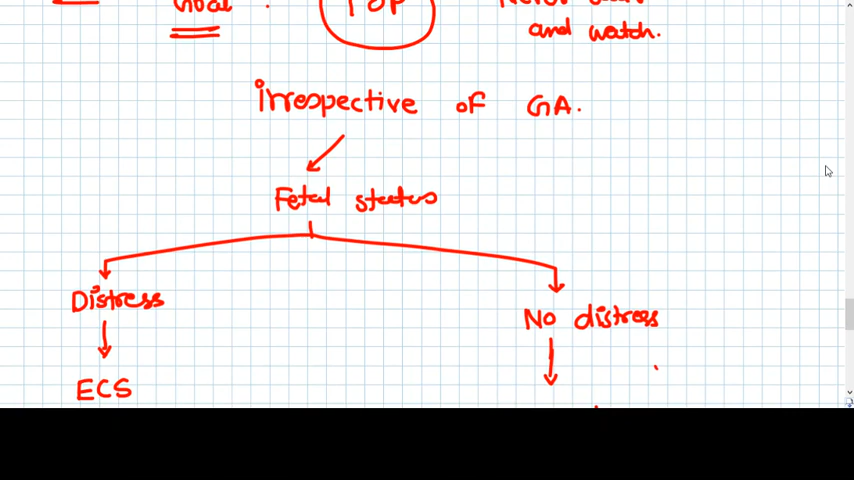 Goal : TOP
and watch.
Irrespective of GA.
Fetal status
Distress
No distress
ECS